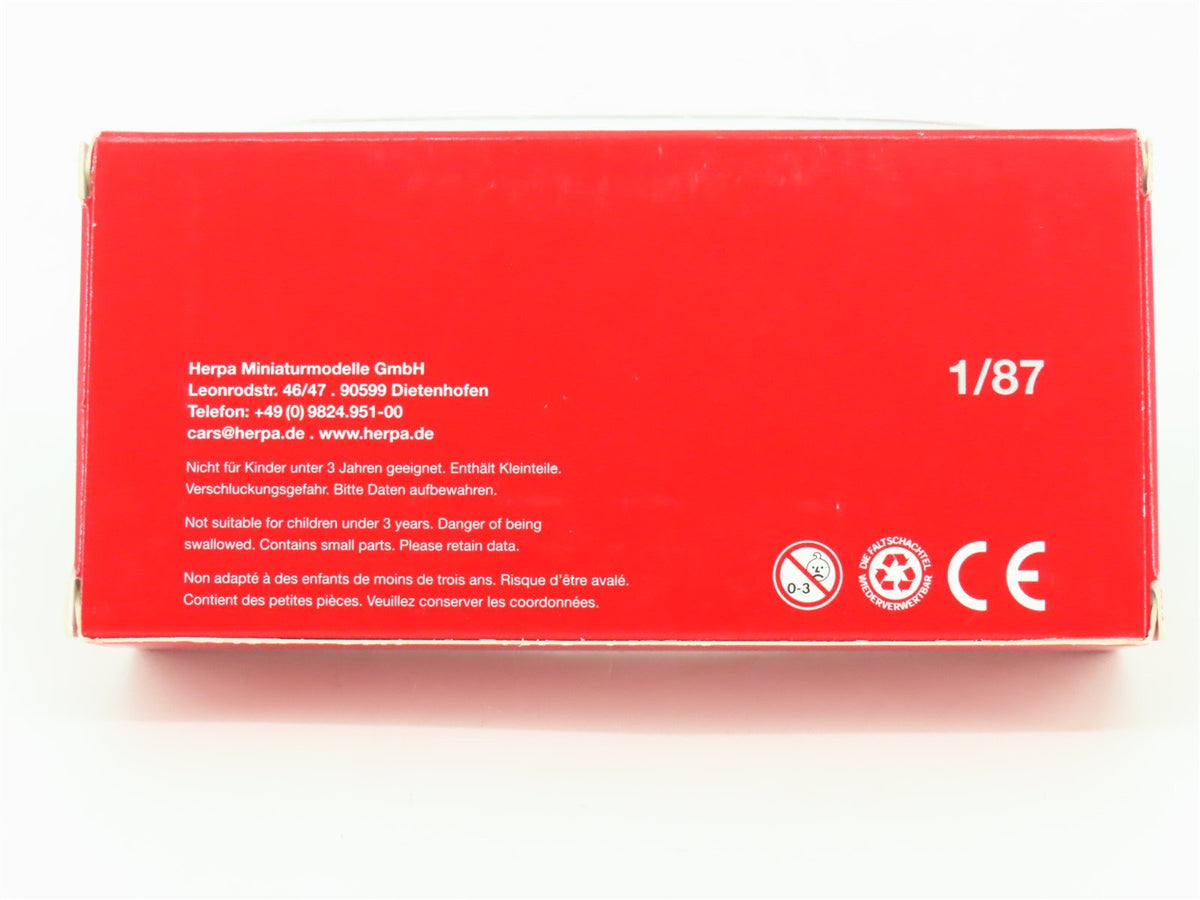 Herpa Miniaturmodelle GmbH
Leonrodstr. 46/47 . 90599 Dietenhofen
Telefon: +49 (0) 9824.951-00
cars@herpa.de . www.herpa.de
1/87
Nicht für Kinder unter 3 Jahren geeignet. Enthält Kleinteile.
Verschluckungsgefahr. Bitte Daten aufbewahren.
Not suitable for children under 3 years. Danger of being
swallowed. Contains small parts. Please retain data.
Non adapté à des enfants de moins de trois ans. Risque d'être avalé.
Contient des petites pièces. Veuillez conserver les coordonnées.
0-3
DIE FALTSCHACHTEL
WIEDERVERWERTBAR
CE